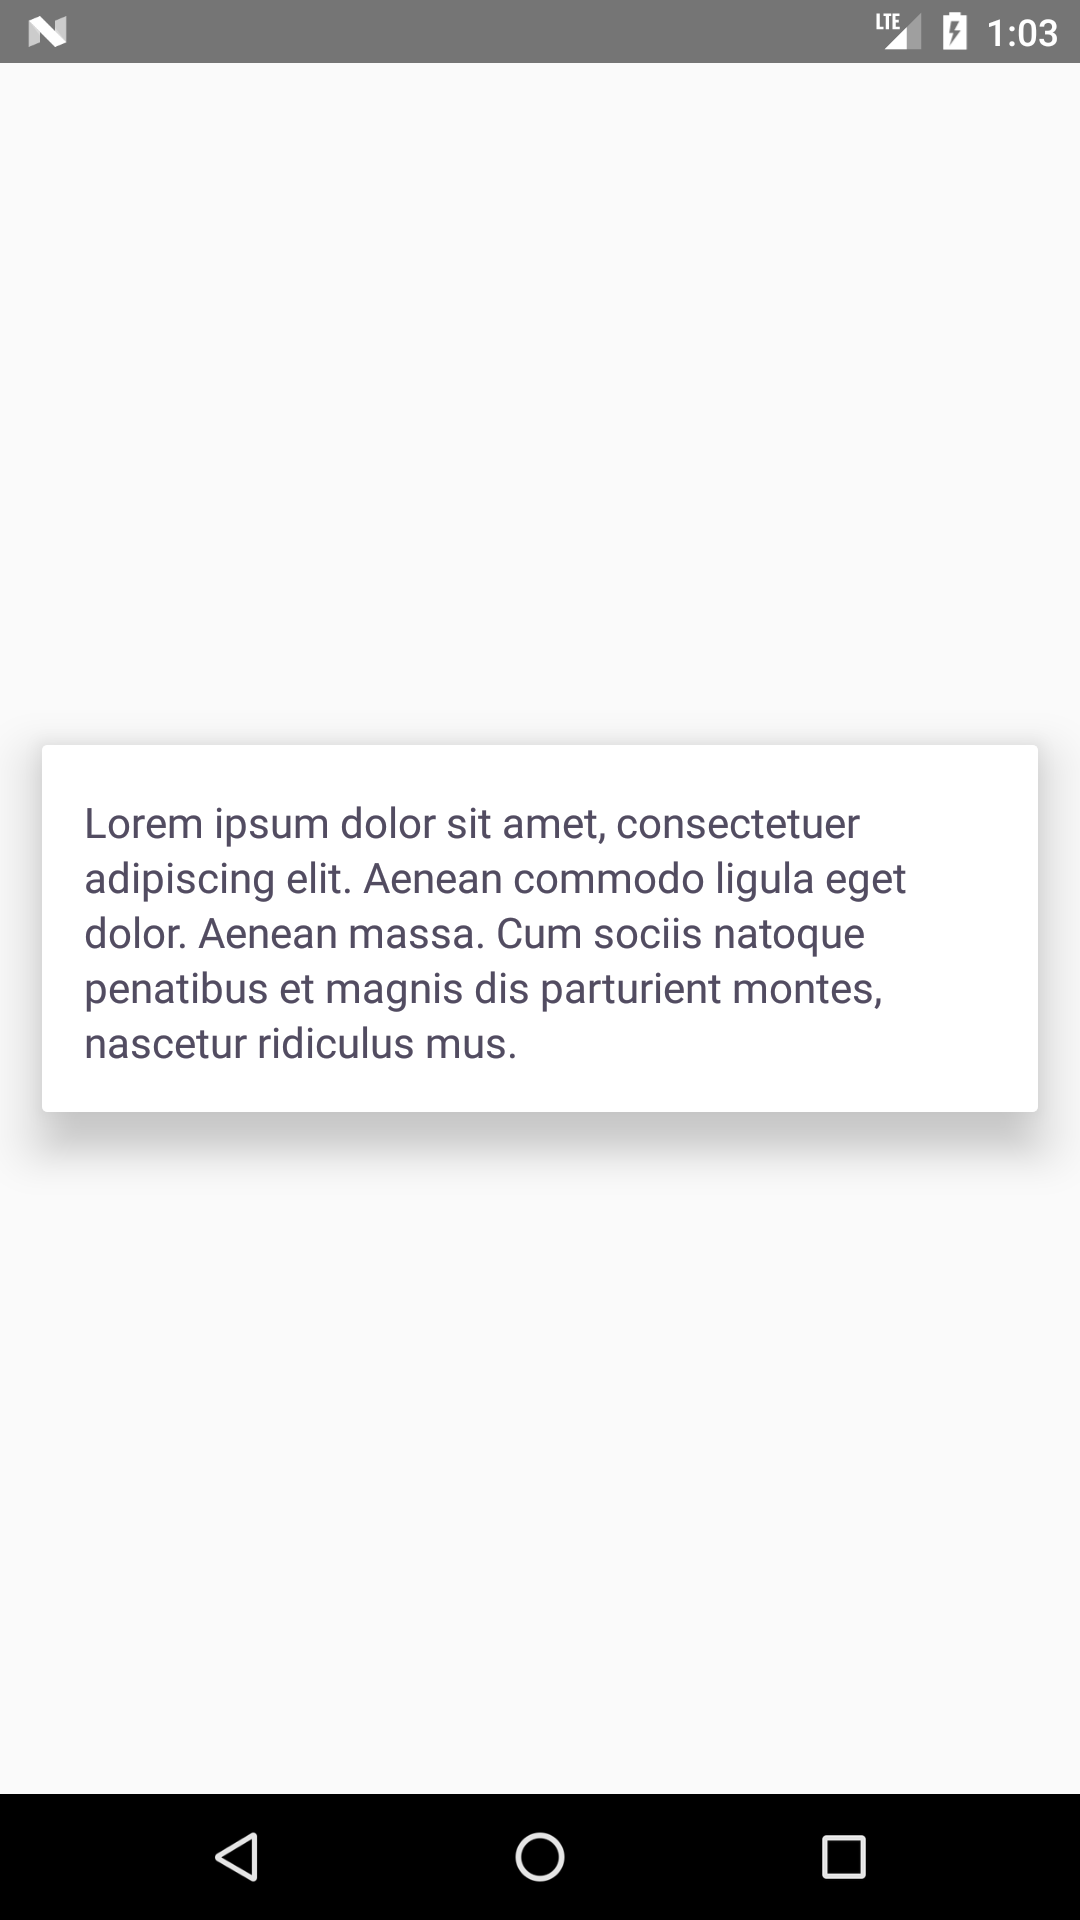 LTE 1:03
Lorem ipsum dolor sit amet, consectetuer
adipiscing elit. Aenean commodo ligula eget
dolor. Aenean massa. Cum sociis natoque
penatibus et magnis dis parturient montes,
nascetur ridiculus mus.